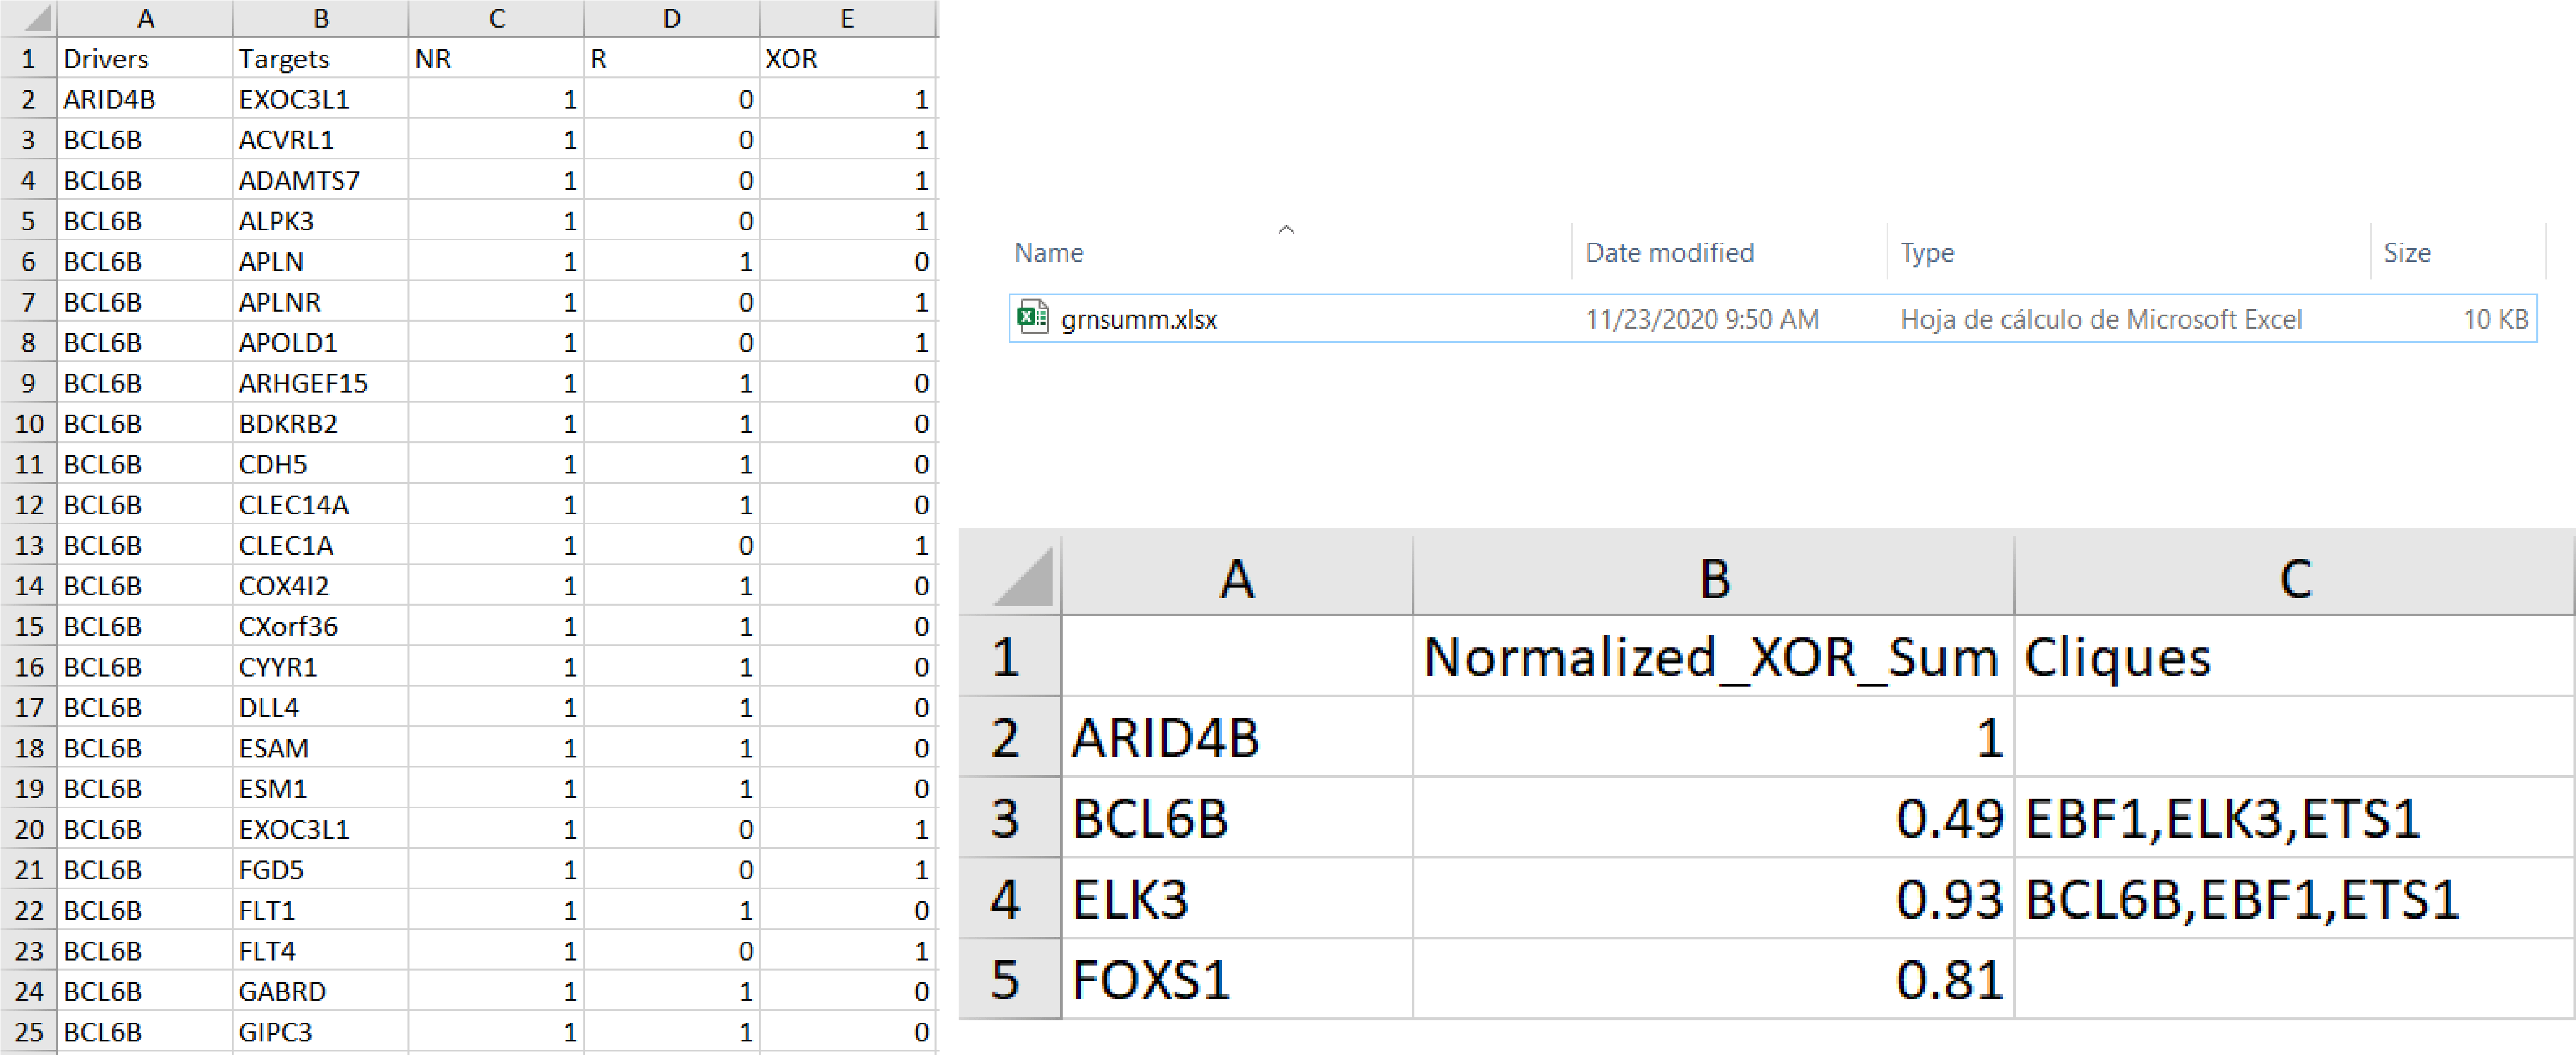 A B C D E
1 Drivers Targets NR R XOR
2 ARID4B EXOC3L1 1 0 1
3 BCL6B ACVRL1 1 0 1
4 BCL6B ADAMTS7 1 0 1
5 BCL6B ALPK3 1 0 1
6 BCL6B APLN 1 1 0
7 BCL6B APLNR 1 0 1
8 BCL6B APOLD1 1 0 1
9 BCL6B ARHGEF15 1 1 0
10 BCL6B BDKRB2 1 1 0
11 BCL6B CDH5 1 1 0
12 BCL6B CLEC14A 1 1 0
13 BCL6B CLEC1A 1 0 1
14 BCL6B COX4I2 1 1 0
15 BCL6B CXorf36 1 1 0
16 BCL6B CYYR1 1 1 0
17 BCL6B DLL4 1 1 0
18 BCL6B ESAM 1 1 0
19 BCL6B ESM1 1 1 0
20 BCL6B EXOC3L1 1 0 1
21 BCL6B FGD5 1 0 1
22 BCL6B FLT1 1 1 0
23 BCL6B FLT4 1 0 1
24 BCL6B GABRD 1 1 0
25 BCL6B GIPC3 1 1 0
Name Date modified Type Size
grnsumm.xlsx 11/23/2020 9:50 AM Hoja de cálculo de Microsoft Excel 10 KB
A B C
1 Normalized_XOR_Sum Cliques
2 ARID4B 1
3 BCL6B 0.49 EBF1,ELK3,ETS1
4 ELK3 0.93 BCL6B,EBF1,ETS1
5 FOXS1 0.81